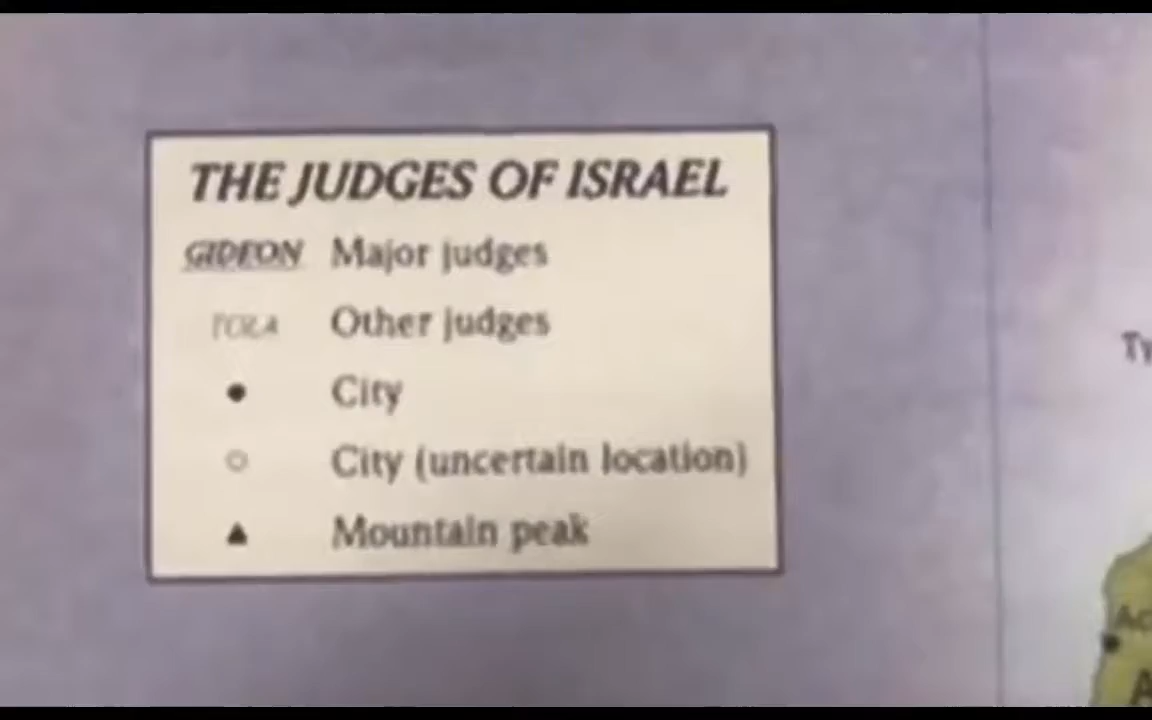 THE JUDGES OF ISRAEL
GIDEON Major judges
TOLA Other judges
City
City (uncertain location)
Mountain peak